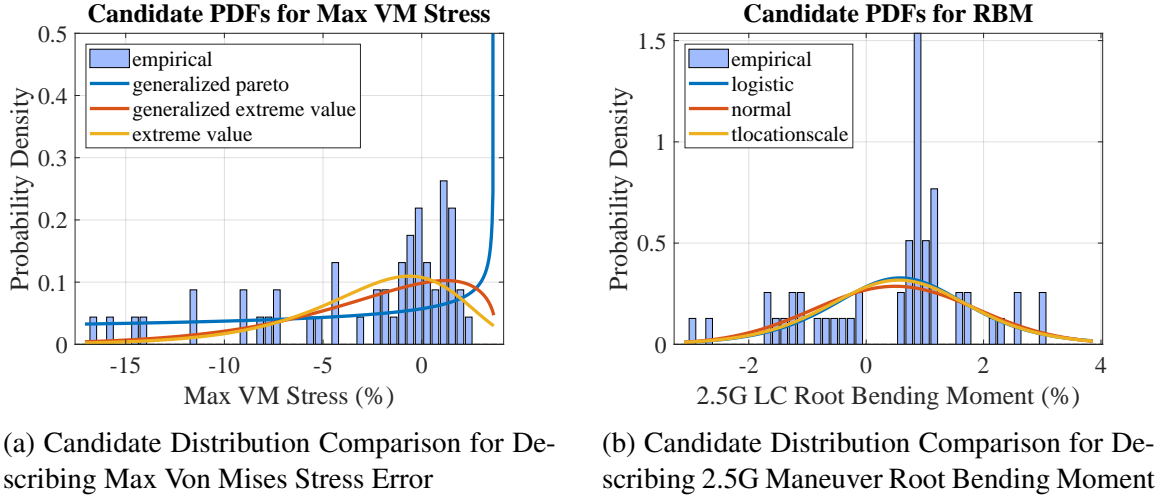 Candidate PDFs for Max VM Stress
0.5
0.4
0.3
0.2
0.1
0
Probability Density
empirical
generalized pareto
generalized extreme value
extreme value
-15
-10
-5
0
Max VM Stress (%)
Candidate PDFs for RBM
1.5
1
0.5
0
Probability Density
empirical
logistic
normal
tlocationscale
-2
0
2
4
2.5G LC Root Bending Moment (%)
(a) Candidate Distribution Comparison for De-
scribing Max Von Mises Stress Error
(b) Candidate Distribution Comparison for De-
scribing 2.5G Maneuver Root Bending Moment